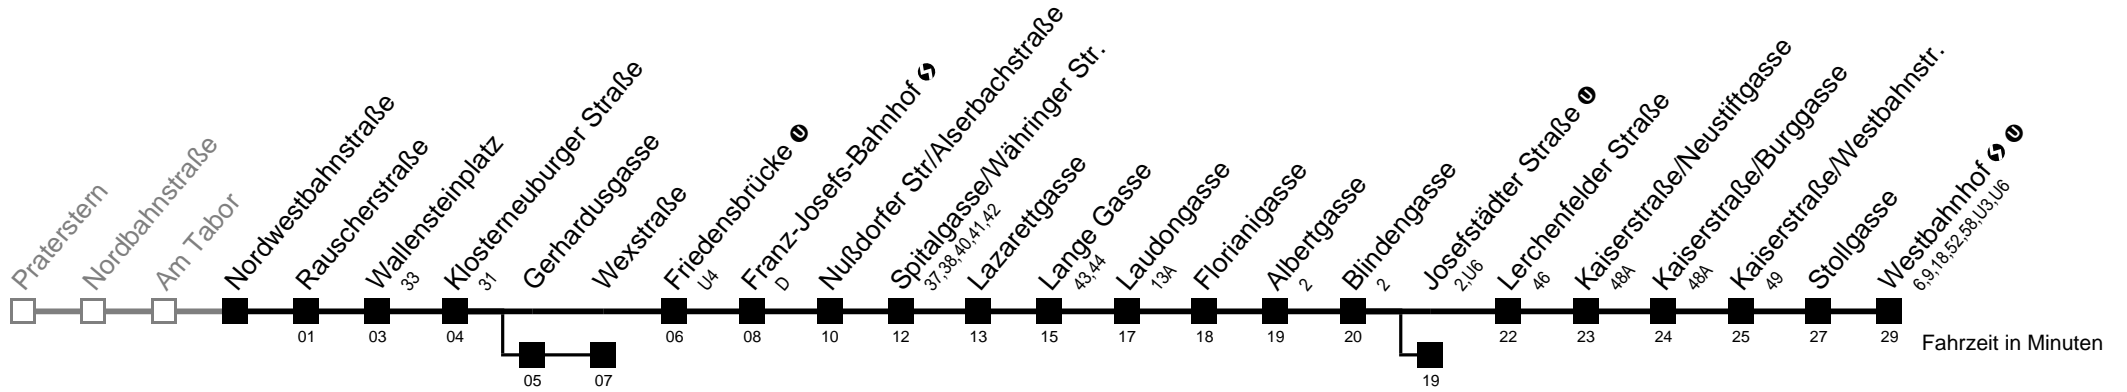 Praterstern
Nordbahnstraße
Am Tabor
Nordwestbahnstraße
Rauscherstraße
Wallensteinplatz
33
Klosterneuburger Straße
31
Gerhardusgasse
Wexstraße
Friedensbrücke U
U4
Franz-Josefs-Bahnhof
D
Nußdorfer Str/Alserbachstraße
Spitalgasse/Währinger Str.
37,38,40,41,42
Lazarettgasse
Lange Gasse
43,44
Laudongasse
13A
Florianigasse
Albertgasse
2
Blindengasse
2
Josefstädter Straße U
2,U6
Lerchenfelder Straße
46
Kaiserstraße/Neustiftgasse
48A
Kaiserstraße/Burggasse
48A
Kaiserstraße/Westbahnstr.
49
Stollgasse
Westbahnhof U
6,9,18,52,58,U3,U6
01 03 04 06 08 10 12 13 15 17 18 19 20 22 23 24 25 27 29 Fahrzeit in Minuten
05 07 19